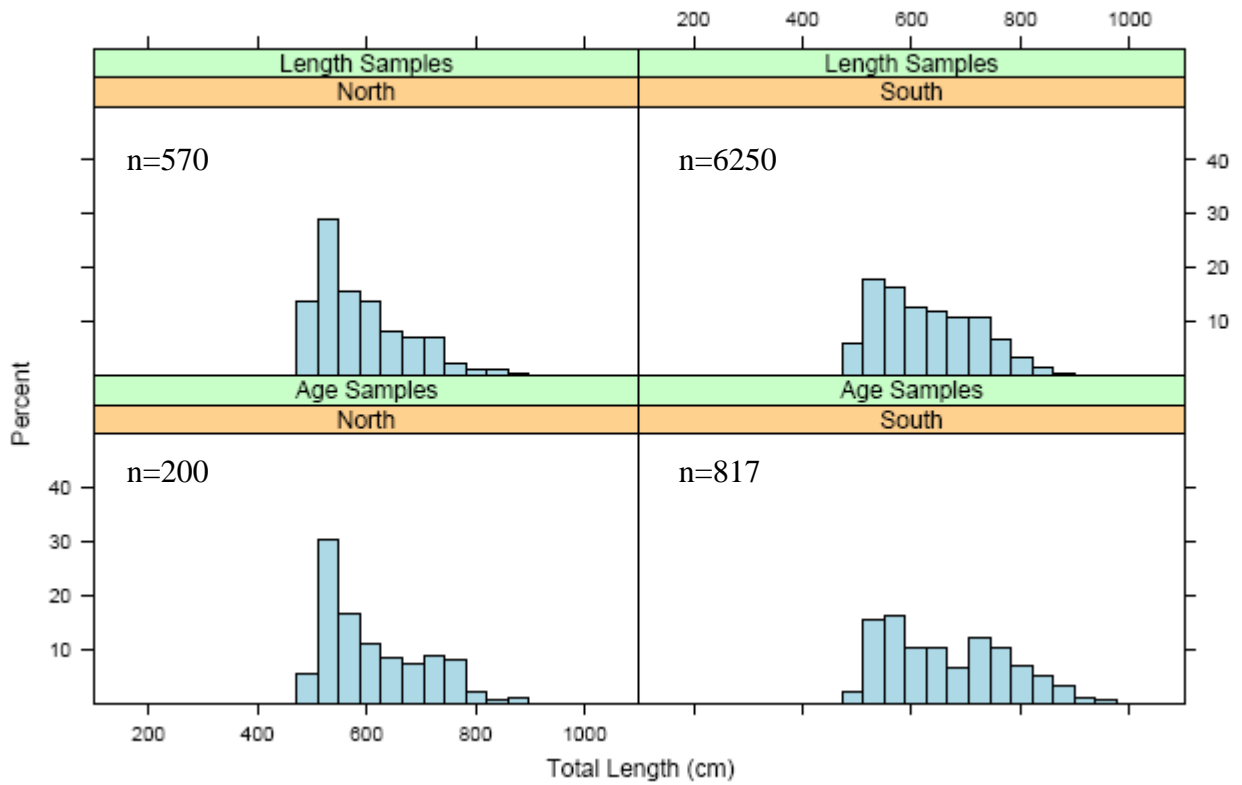 200 400 600 800 1000
Length Samples Length Samples
North South
n=570 n=6250
40
30
20
10
Age Samples Age Samples
North South
n=200 n=817
40
30
20
10
Percent
200 400 600 800 1000
Total Length (cm)